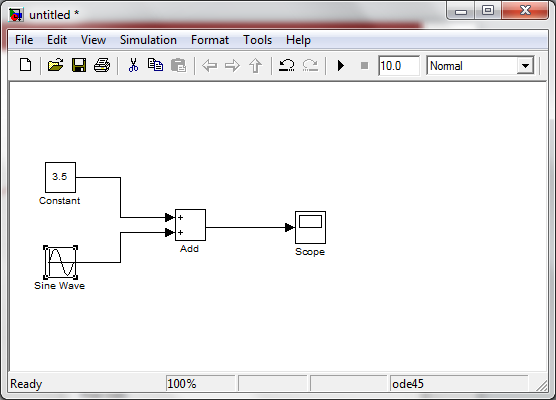 untitled *
File Edit View Simulation Format Tools Help
10.0 Normal
3.5
Constant
+
+
Add
Scope
Sine Wave
Ready 100% ode45